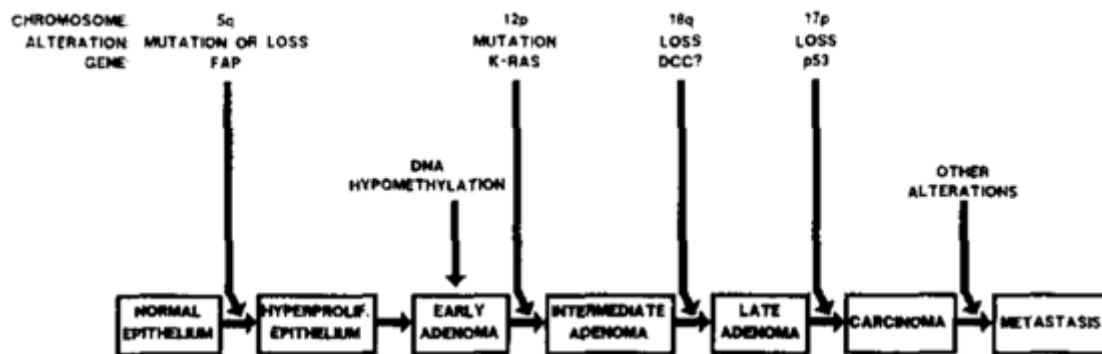 CHROMOSOME: 5q 12p 18q 17p
ALTERATION: MUTATION OR LOSS MUTATION LOSS LOSS
GENE: FAP K-RAS DCC? p53
DNA
HYPOMETHYLATION
OTHER
ALTERATIONS
NORMAL
EPITHELIUM
HYPERPROLIF.
EPITHELIUM
EARLY
ADENOMA
INTERMEDIATE
ADENOMA
LATE
ADENOMA
CARCINOMA
METASTASIS